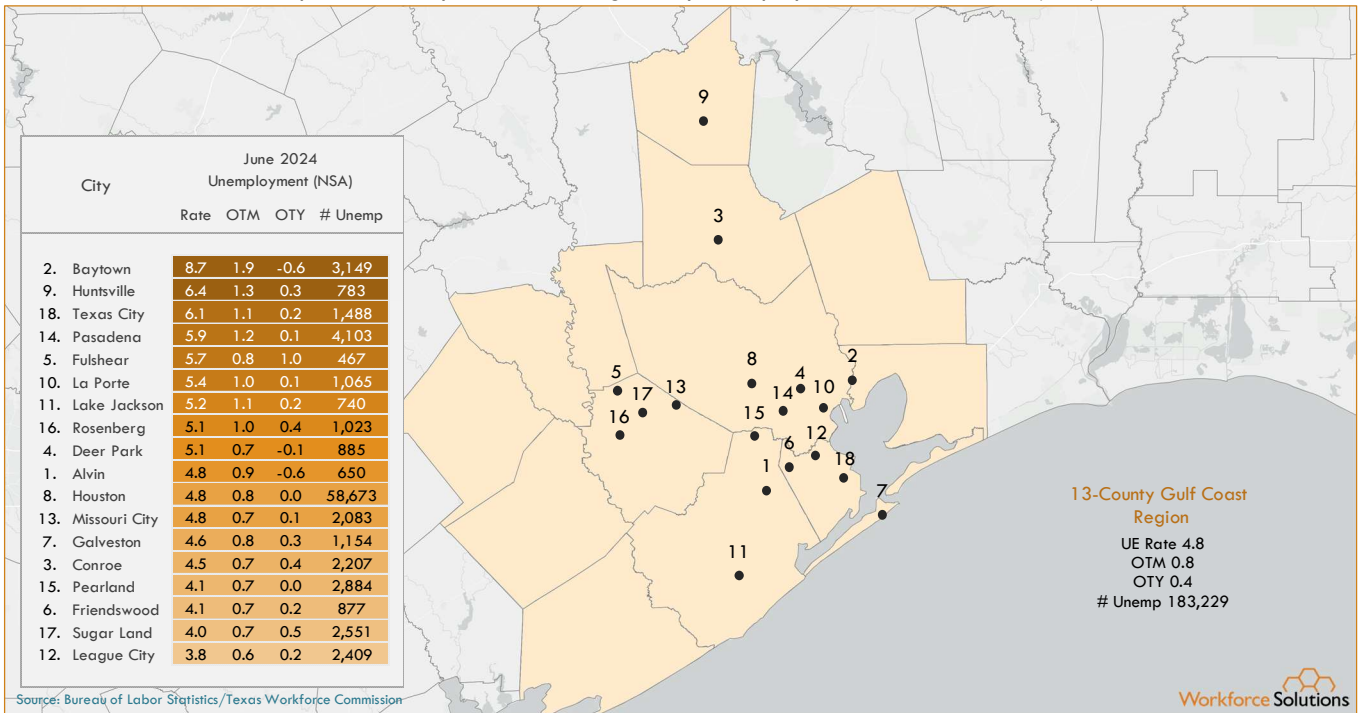 City
June 2024
Unemployment (NSA)
Rate OTM OTY # Unemp
2. Baytown 8.7 1.9 -0.6 3,149
9. Huntsville 6.4 1.3 0.3 783
18. Texas City 6.1 1.1 0.2 1,488
14. Pasadena 5.9 1.2 0.1 4,103
5. Fulshear 5.7 0.8 1.0 467
10. La Porte 5.4 1.0 0.1 1,065
11. Lake Jackson 5.2 1.1 0.2 740
16. Rosenberg 5.1 1.0 0.4 1,023
4. Deer Park 5.1 0.7 -0.1 885
1. Alvin 4.8 0.9 -0.6 650
8. Houston 4.8 0.8 0.0 58,673
13. Missouri City 4.8 0.7 0.1 2,083
7. Galveston 4.6 0.8 0.3 1,154
3. Conroe 4.5 0.7 0.4 2,207
15. Pearland 4.1 0.7 0.0 2,884
6. Friendswood 4.1 0.7 0.2 877
17. Sugar Land 4.0 0.7 0.5 2,551
12. League City 3.8 0.6 0.2 2,409
Source: Bureau of Labor Statistics/Texas Workforce Commission
9
3
8
2
5
4
17
13
14
10
16
15
12
6
1
18
7
11
13-County Gulf Coast
Region
UE Rate 4.8
OTM 0.8
OTY 0.4
# Unemp 183,229
Workforce Solutions